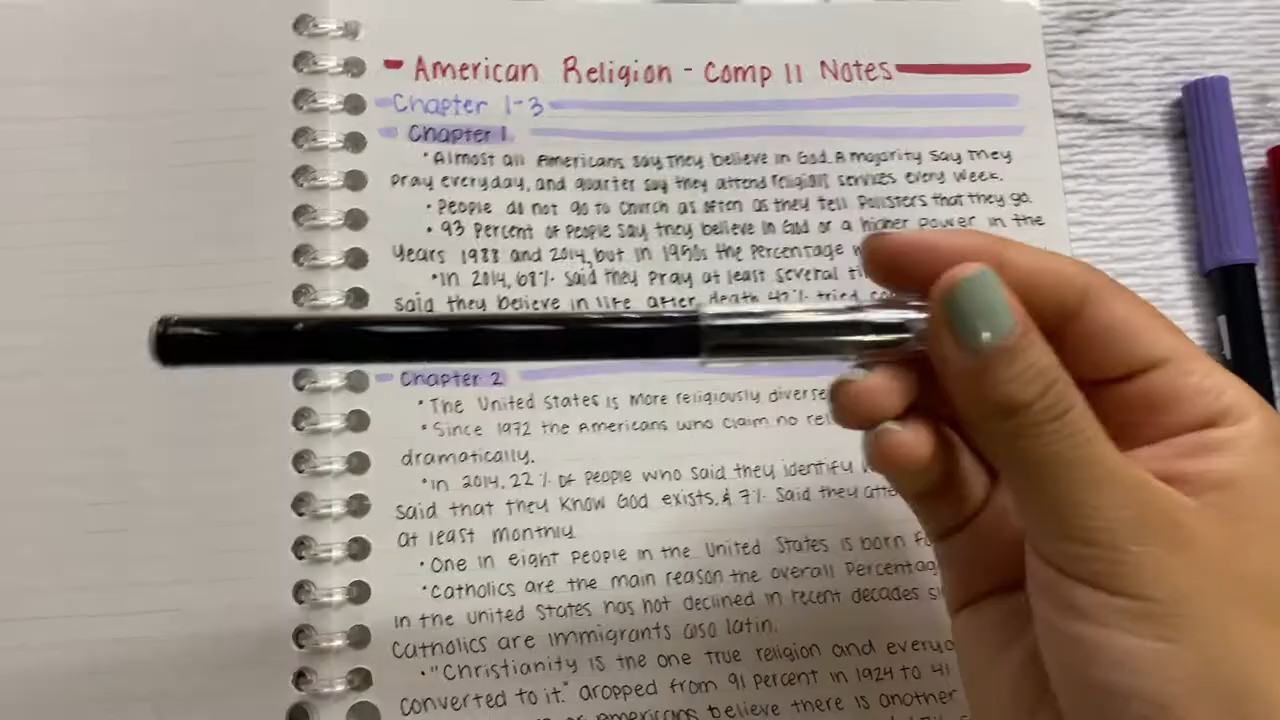 American Religion - Comp II Notes
Chapter 1-3
Chapter 1
• Almost all Americans say they believe in God. A majority say they
pray everyday, and quarter say they attend religious services every week.
• People do not go to church as often as they tell pollsters that they go.
• 93 percent of people say they believe in God or a higher power in the
years 1988 and 2014, but in 1950s the percentage
• In 2014, 68% said they pray at least several
said they believe in life after death 42% tried
Chapter 2
• The United States is more religiously diverse
• Since 1972 the Americans who claim no
dramatically.
• In 2014, 22% of people who said they identify
said that they know God exists, & 7% said they
at least monthly
• One in eight people in the United States is born
• Catholics are the main reason the overall
in the United States has not declined in recent decades
Catholics are immigrants also latin.
• "Christianity is the one true religion and
converted to it." dropped from 91 percent in 1924 to 41
americans believe there is another